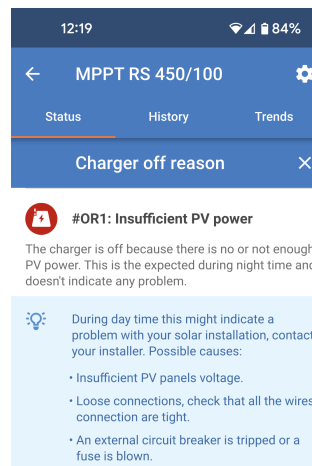 12:19
84%
MPPT RS 450/100
Status History Trends
Charger off reason
#OR1: Insufficient PV power
The charger is off because there is no or not enough
PV power. This is the expected during night time and
doesn't indicate any problem.
During day time this might indicate a
problem with your solar installation, contact
your installer. Possible causes:
• Insufficient PV panels voltage.
• Loose connections, check that all the wires
connection are tight.
• An external circuit breaker is tripped or a
fuse is blown.